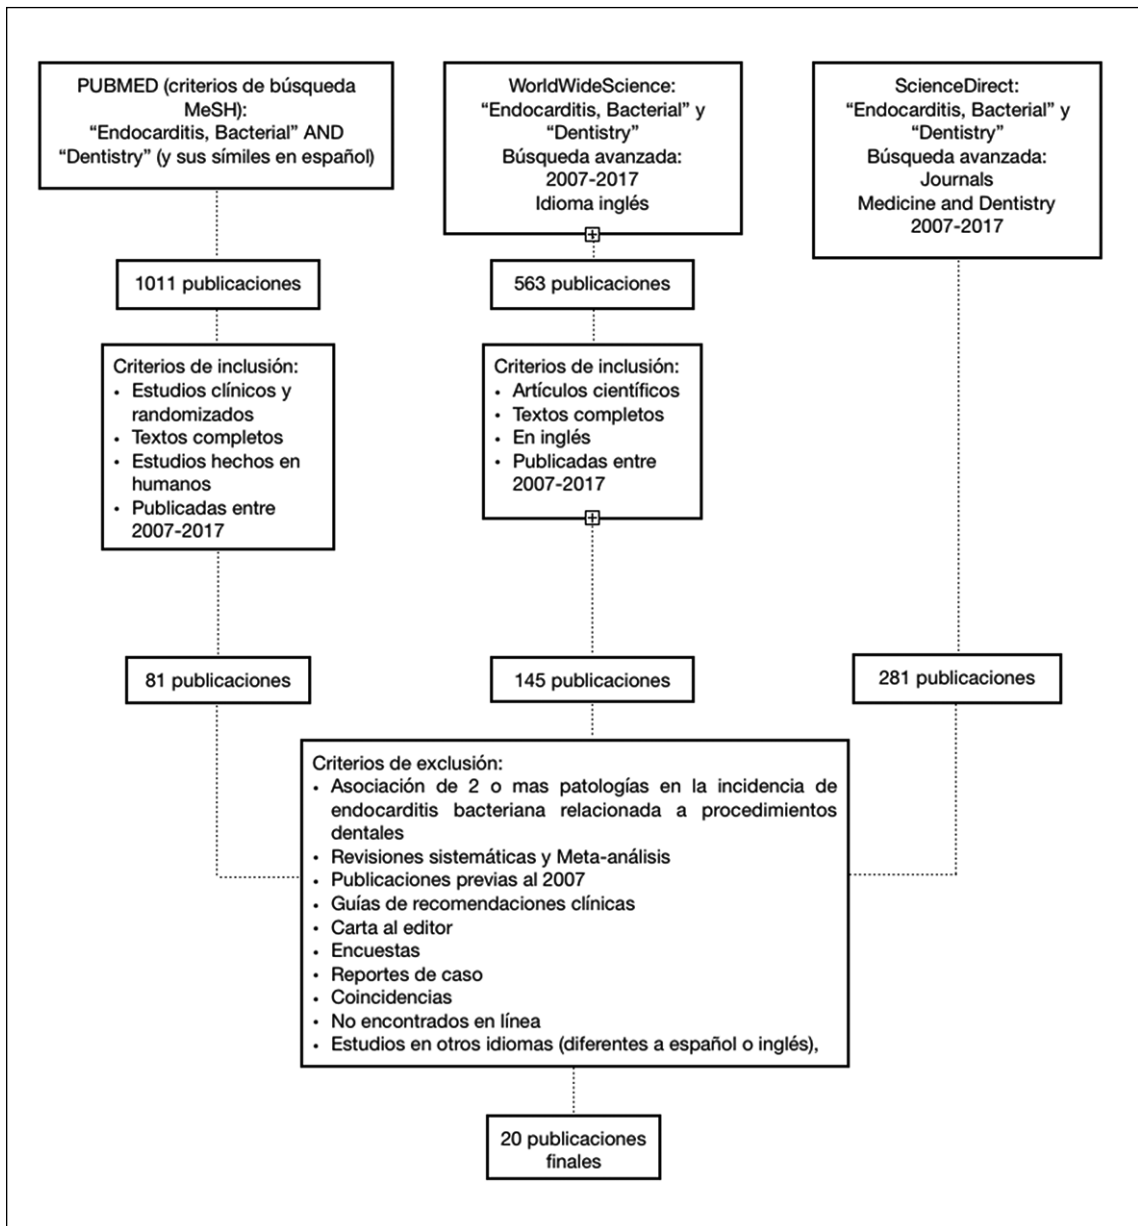 PUBMED (criterios de búsqueda
MeSH):
“Endocarditis, Bacterial” AND
“Dentistry” (y sus símiles en español)
WorldWideScience:
“Endocarditis, Bacterial” y
“Dentistry”
Búsqueda avanzada:
2007-2017
Idioma inglés
ScienceDirect:
“Endocarditis, Bacterial” y
“Dentistry”
Búsqueda avanzada:
Journals
Medicine and Dentistry
2007-2017
1011 publicaciones
563 publicaciones
Criterios de inclusión:
• Estudios clínicos y
randomizados
• Textos completos
• Estudios hechos en
humanos
• Publicadas entre
2007-2017
Criterios de inclusión:
• Artículos científicos
• Textos completos
• En inglés
• Publicadas entre
2007-2017
81 publicaciones
145 publicaciones
281 publicaciones
Criterios de exclusión:
• Asociación de 2 o mas patologías en la incidencia de
endocarditis bacteriana relacionada a procedimientos
dentales
• Revisiones sistemáticas y Meta-análisis
• Publicaciones previas al 2007
• Guías de recomendaciones clínicas
• Carta al editor
• Encuestas
• Reportes de caso
• Coincidencias
• No encontrados en línea
• Estudios en otros idiomas (diferentes a español o inglés),
20 publicaciones
finales